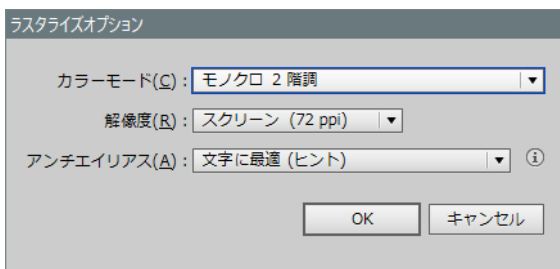 ラスタライズオプション
カラーモード(C)： モノクロ 2 階調
解像度(R)： スクリーン (72 ppi)
アンチエイリアス(A)： 文字に最適 (ヒント)
OK キャンセル